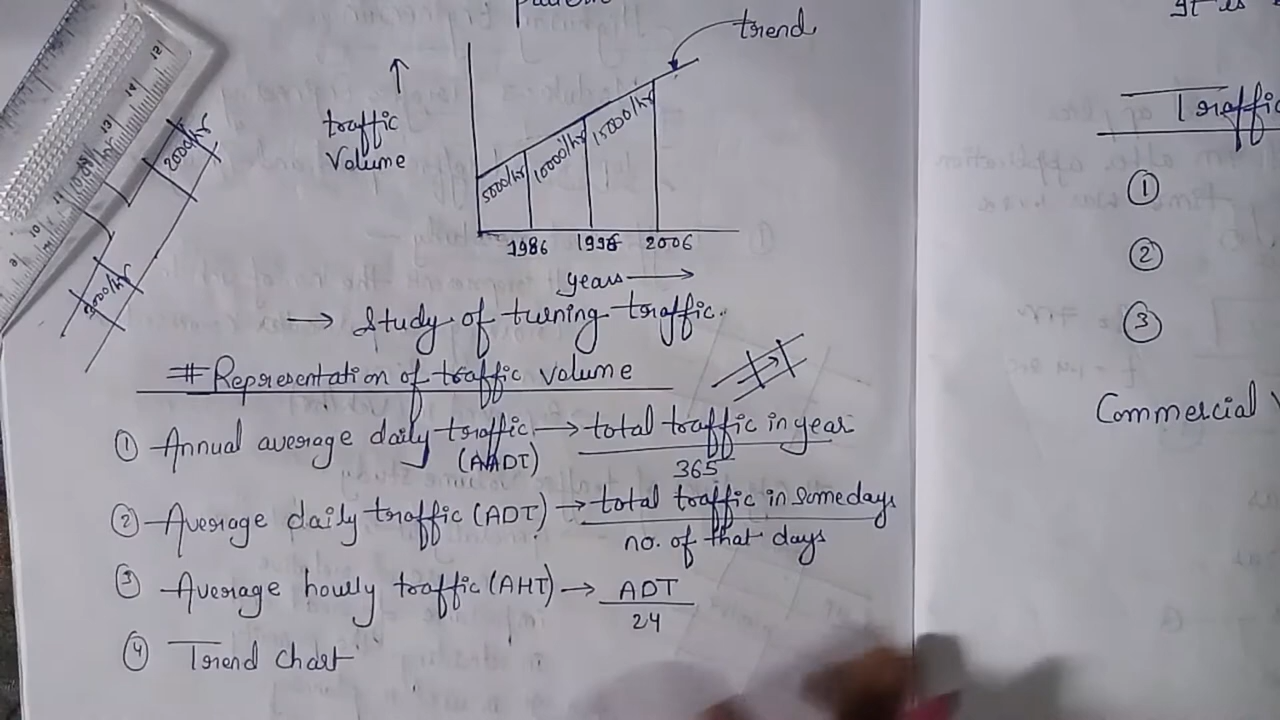 trend
traffic
Volume
2000/hr
5000/hr
10000/hr
15000/hr
1986 1996 2006
years →
→ Study of turning traffic.
# Representation of traffic volume
① Annual average daily traffic → total traffic in year
(AADT) 365
② Average daily traffic (ADT) → total traffic in some days
no. of that days
③ Average hourly traffic (AHT) → ADT
24
④ Trend chart
Traffic
①
②
③
Commercial